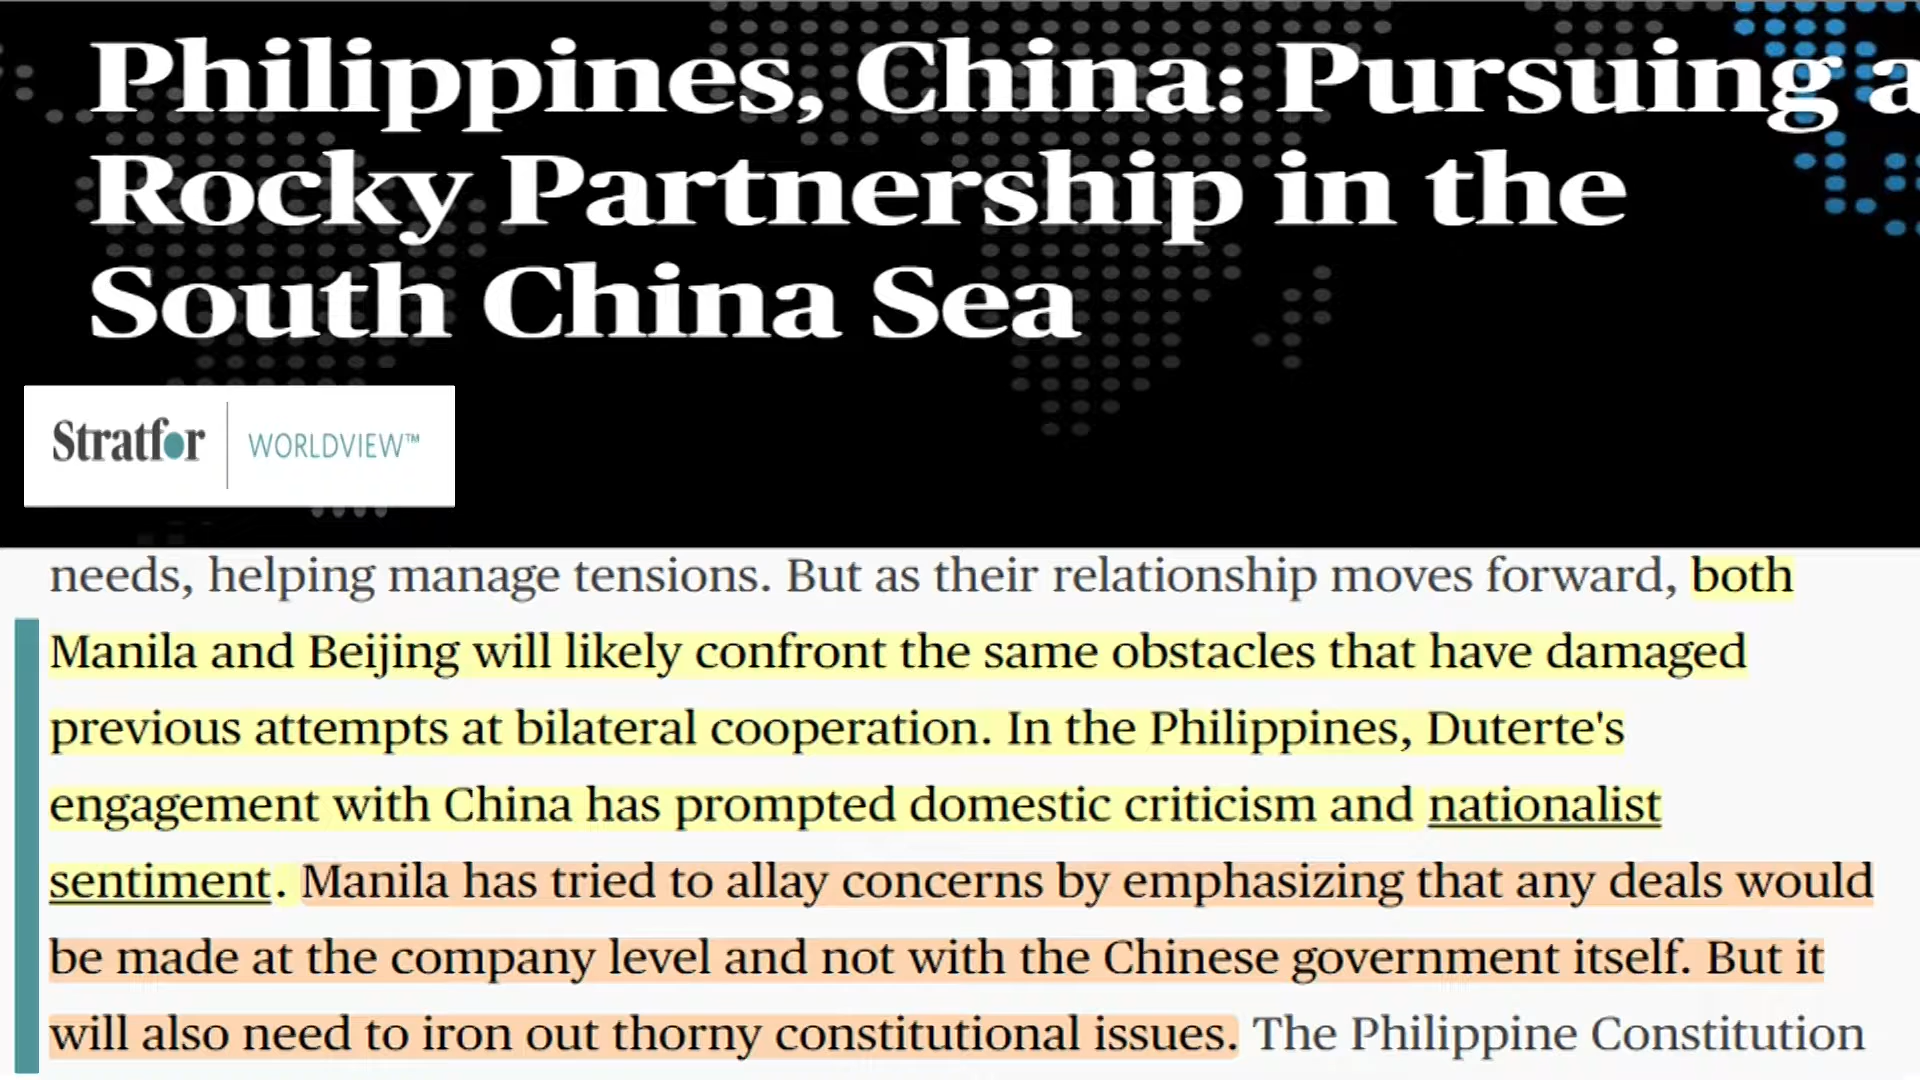 Philippines, China: Pursuing a
Rocky Partnership in the
South China Sea
Stratfor WORLDVIEW™
needs, helping manage tensions. But as their relationship moves forward, both
Manila and Beijing will likely confront the same obstacles that have damaged
previous attempts at bilateral cooperation. In the Philippines, Duterte's
engagement with China has prompted domestic criticism and nationalist
sentiment. Manila has tried to allay concerns by emphasizing that any deals would
be made at the company level and not with the Chinese government itself. But it
will also need to iron out thorny constitutional issues. The Philippine Constitution